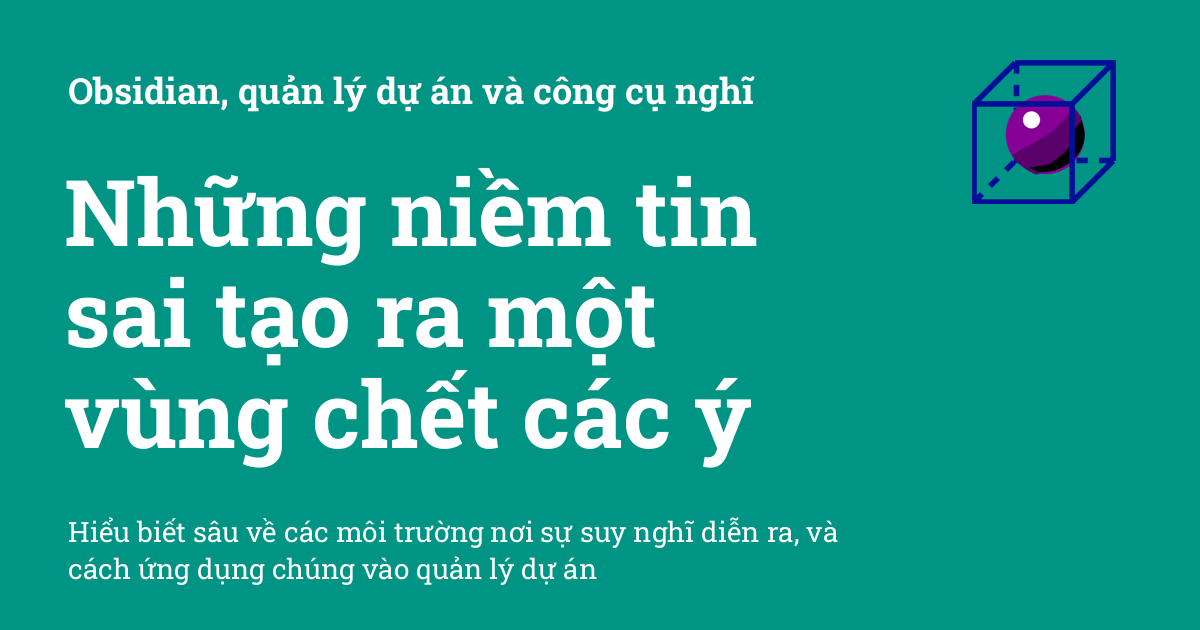 Obsidian, quản lý dự án và công cụ nghĩ
Những niềm tin
sai tạo ra một
vùng chết các ý
Hiểu biết sâu về các môi trường nơi sự suy nghĩ diễn ra, và
cách ứng dụng chúng vào quản lý dự án